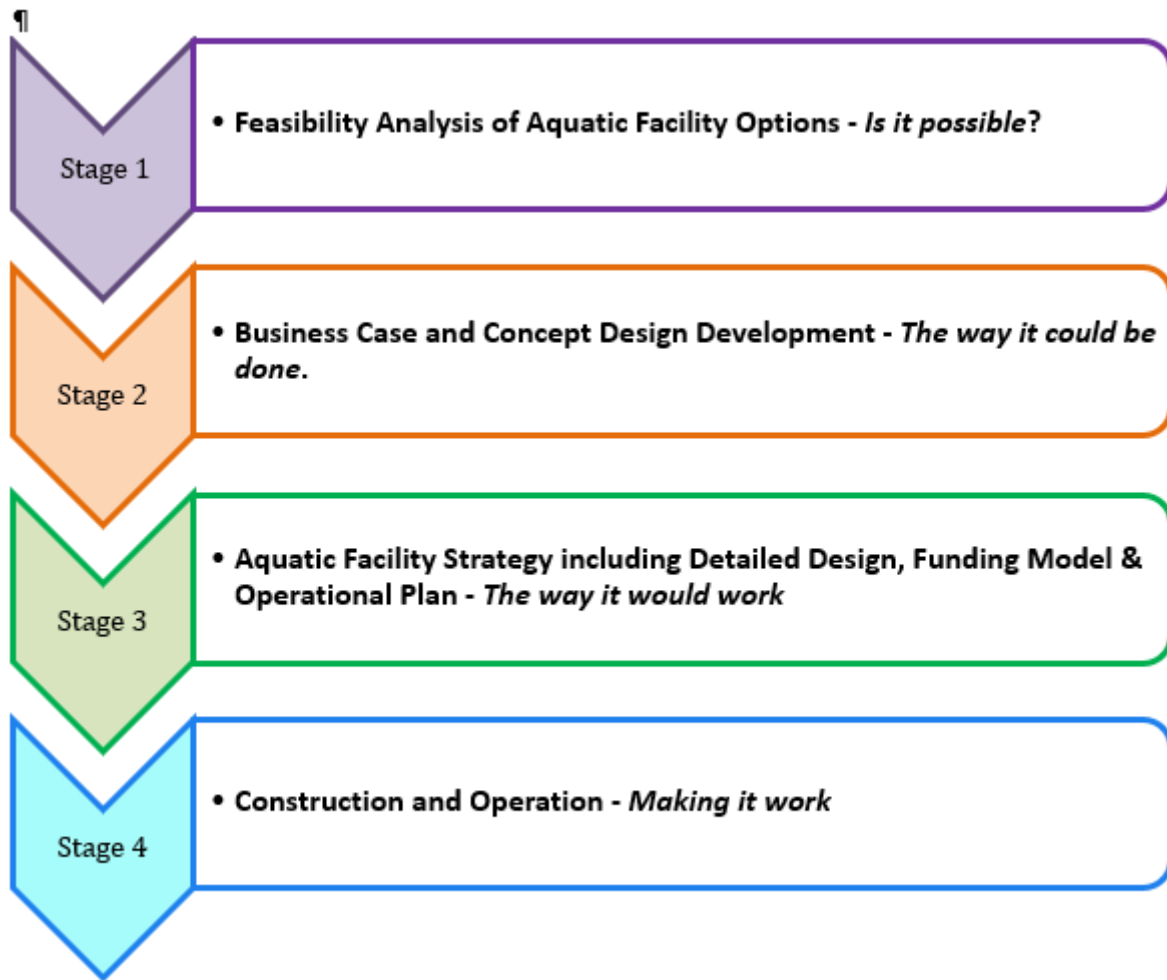 ¶
Stage 1
• Feasibility Analysis of Aquatic Facility Options - Is it possible?
Stage 2
• Business Case and Concept Design Development - The way it could be
done.
Stage 3
• Aquatic Facility Strategy including Detailed Design, Funding Model &
Operational Plan - The way it would work
Stage 4
• Construction and Operation - Making it work